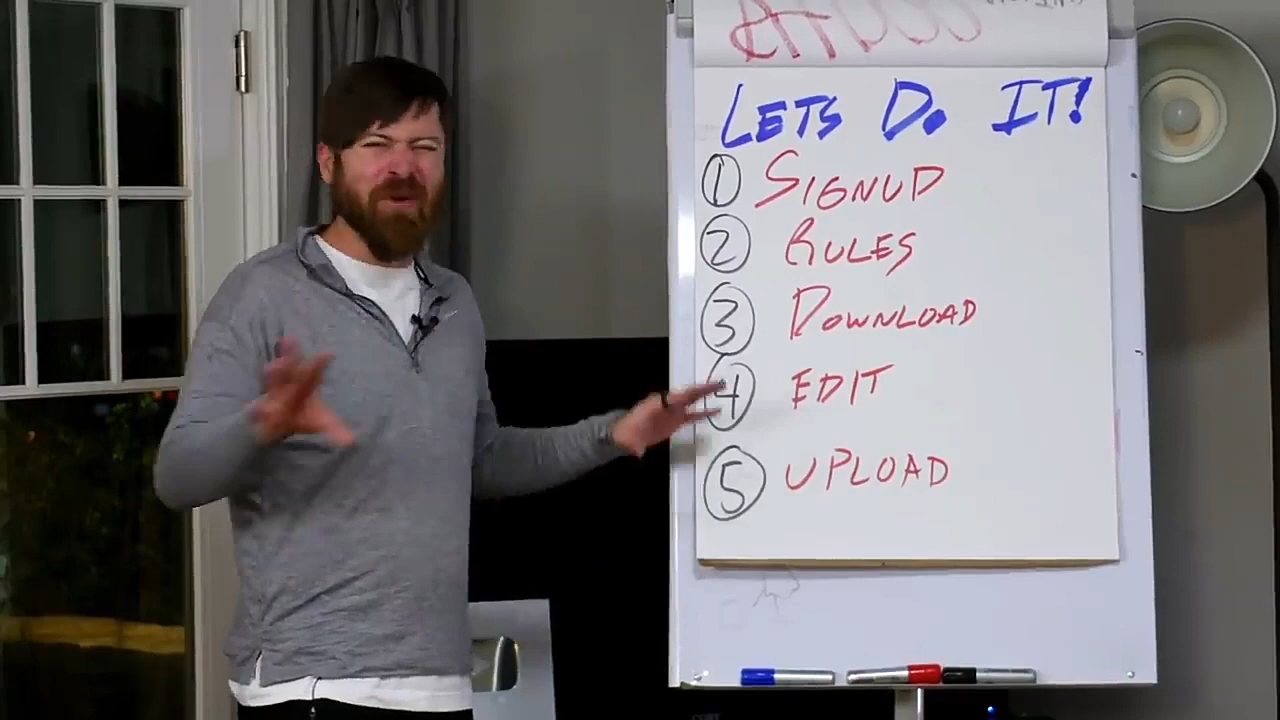 LETS DO IT!
1 SIGNUP
2 RULES
3 DOWNLOAD
4 EDIT
5 UPLOAD